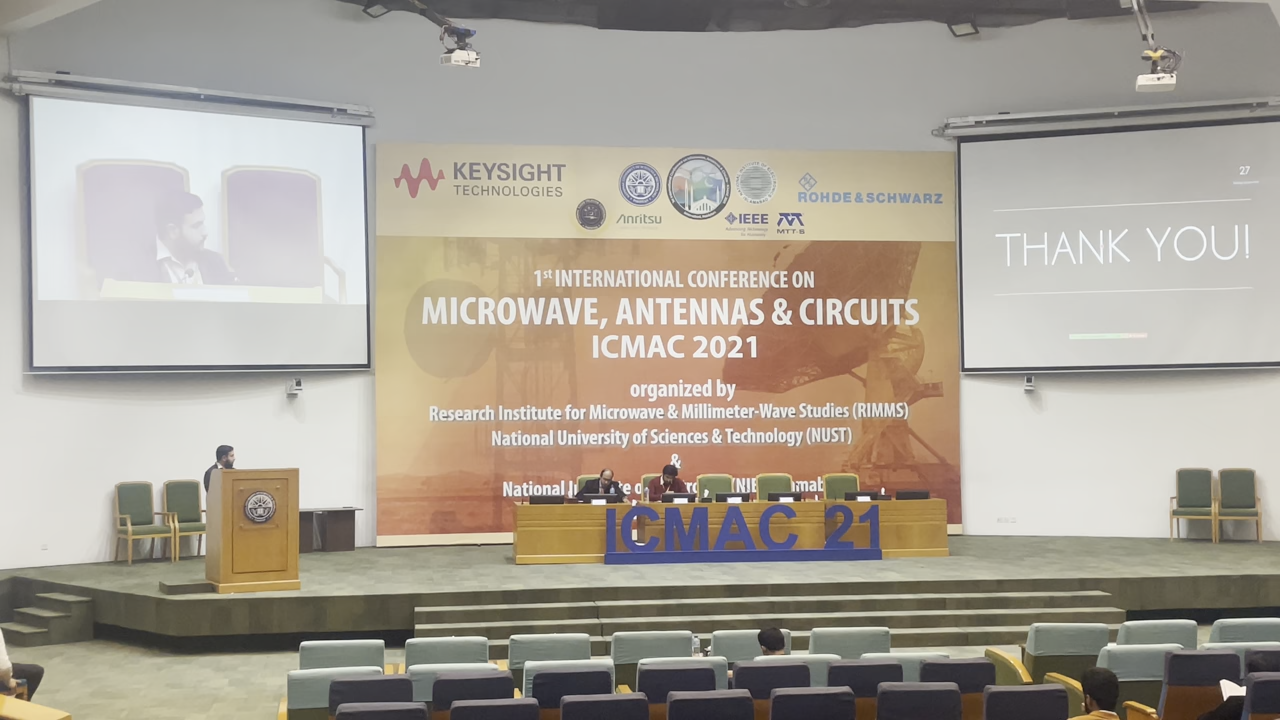 KEYSIGHT
TECHNOLOGIES
Anritsu
IEEE
MTT-S
ROHDE & SCHWARZ
1st INTERNATIONAL CONFERENCE ON
MICROWAVE, ANTENNAS & CIRCUITS
ICMAC 2021
organized by
Research Institute for Microwave & Millimeter-Wave Studies (RIMMS)
National University of Sciences & Technology (NUST)
&
National
ICMAC 21
27
THANK YOU!